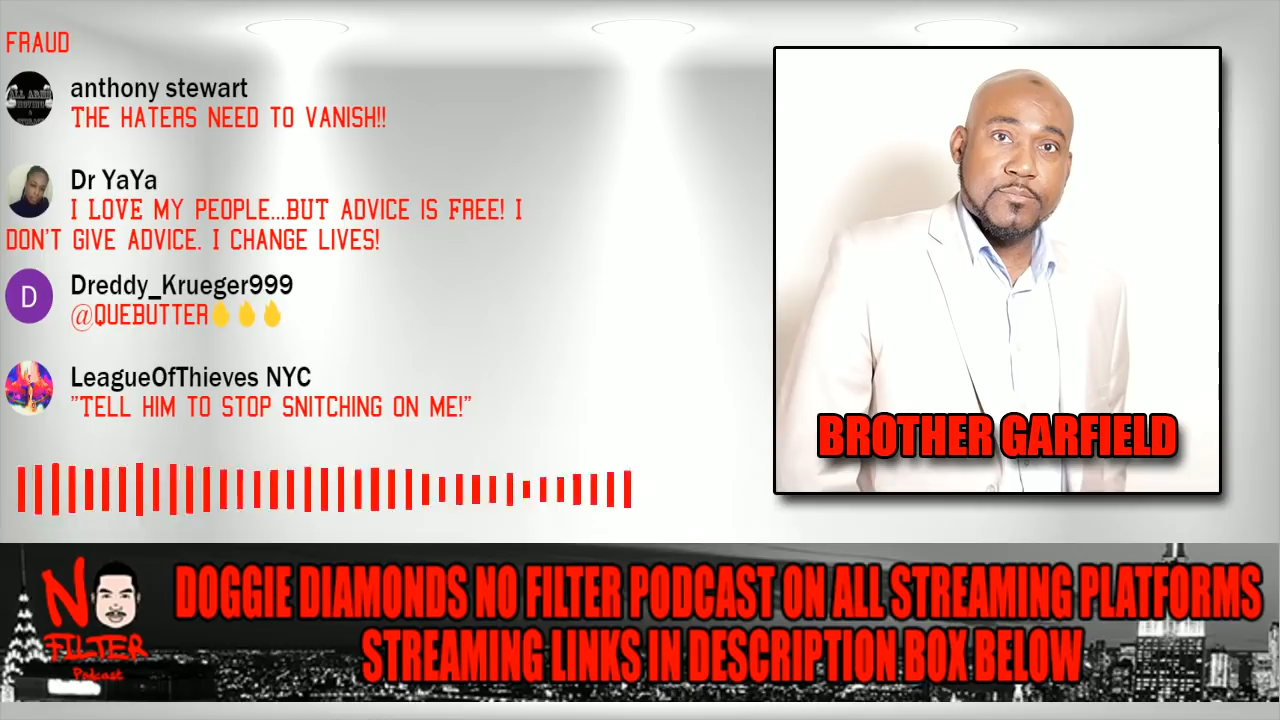 FRAUD
anthony stewart
THE HATERS NEED TO VANISH!!
Dr YaYa
I LOVE MY PEOPLE...BUT ADVICE IS FREE! I
DON'T GIVE ADVICE. I CHANGE LIVES!
D
Dreddy_Krueger999
@QUEBUTTER
LeagueOfThieves NYC
"TELL HIM TO STOP SNITCHING ON ME!"
BROTHER GARFIELD
NO
FILTER
Podcast
DOGGIE DIAMONDS NO FILTER PODCAST ON ALL STREAMING PLATFORMS
STREAMING LINKS IN DESCRIPTION BOX BELOW